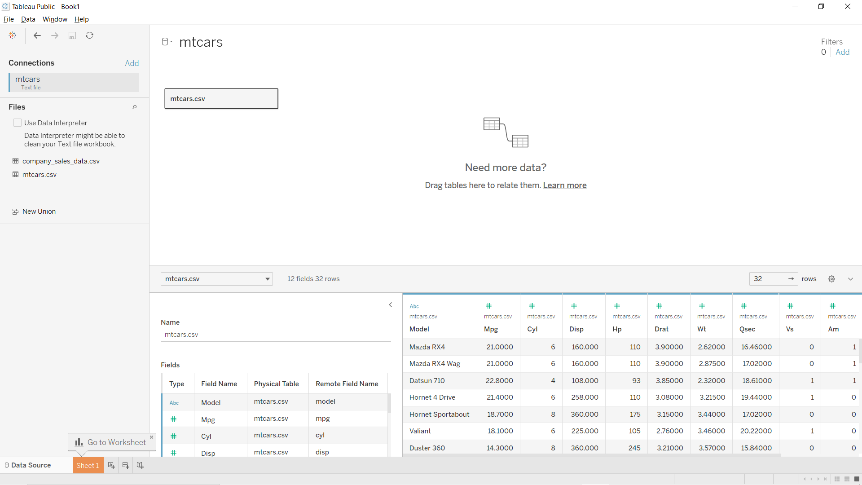 Tableau Public - Book1
File Data Window Help
Connections Add
mtcars
Text file
Files
Use Data Interpreter
Data Interpreter might be able to
clean your Text file workbook.
company_sales_data.csv
mtcars.csv
New Union
mtcars
Filters
0 Add
mtcars.csv
Need more data?
Drag tables here to relate them. Learn more
mtcars.csv 12 fields 32 rows 32 rows
Name
mtcars.csv
Fields
Type Field Name Physical Table Remote Field Name
Abc Model mtcars.csv model
# Mpg mtcars.csv mpg
# Cyl mtcars.csv cyl
# Disp mtcars.csv disp
Abc # # # # # # # # #
mtcars.csv mtcars.csv mtcars.csv mtcars.csv mtcars.csv mtcars.csv mtcars.csv mtcars.csv mtcars.csv mtcars.csv
Model Mpg Cyl Disp Hp Drat Wt Qsec Vs Am
Mazda RX4 21.0000 6 160.000 110 3.90000 2.62000 16.46000 0 1
Mazda RX4 Wag 21.0000 6 160.000 110 3.90000 2.87500 17.02000 0 1
Datsun 710 22.8000 4 108.000 93 3.85000 2.32000 18.61000 1 1
Hornet 4 Drive 21.4000 6 258.000 110 3.08000 3.21500 19.44000 1 0
Hornet Sportabout 18.7000 8 360.000 175 3.15000 3.44000 17.02000 0 0
Valiant 18.1000 6 225.000 105 2.76000 3.46000 20.22000 1 0
Duster 360 14.3000 8 360.000 245 3.21000 3.57000 15.84000 0 0
Go to Worksheet
Data Source Sheet 1